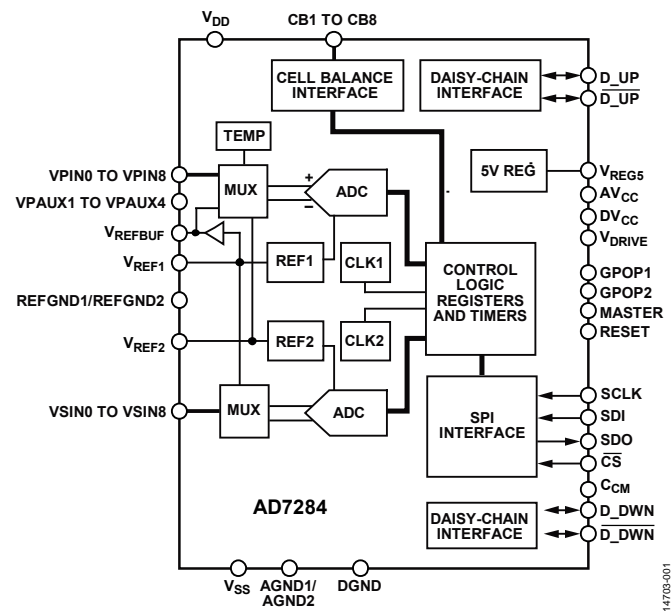 VDD
CB1 TO CB8
CELL BALANCE
INTERFACE
DAISY-CHAIN
INTERFACE
D_UP
D_UP
TEMP
VPIN0 TO VPIN8
MUX
+
–
ADC
5V REG
VREG5
VPAUX1 TO VPAUX4
AVCC
DVCC
VREFBUF
VDRIVE
VREF1
REF1
CLK1
CONTROL
LOGIC
REGISTERS
AND TIMERS
GPOP1
GPOP2
MASTER
RESET
REFGND1/REFGND2
VREF2
REF2
CLK2
VSIN0 TO VSIN8
MUX
ADC
SPI
INTERFACE
SCLK
SDI
SDO
CS
CCM
AD7284
DAISY-CHAIN
INTERFACE
D_DWN
D_DWN
VSS
AGND1/
AGND2
DGND
14703-001